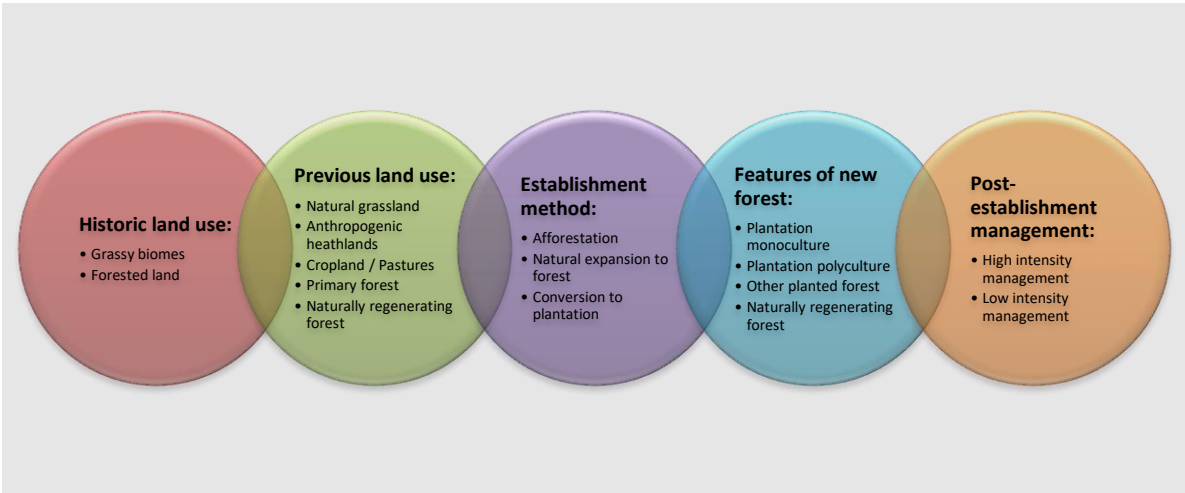 Historic land use:
• Grassy biomes
• Forested land
Previous land use:
• Natural grassland
• Anthropogenic
heathlands
• Cropland / Pastures
• Primary forest
• Naturally regenerating
forest
Establishment
method:
• Afforestation
• Natural expansion to
forest
• Conversion to
plantation
Features of new
forest:
• Plantation
monoculture
• Plantation polyculture
• Other planted forest
• Naturally regenerating
forest
Post-
establishment
management:
• High intensity
management
• Low intensity
management